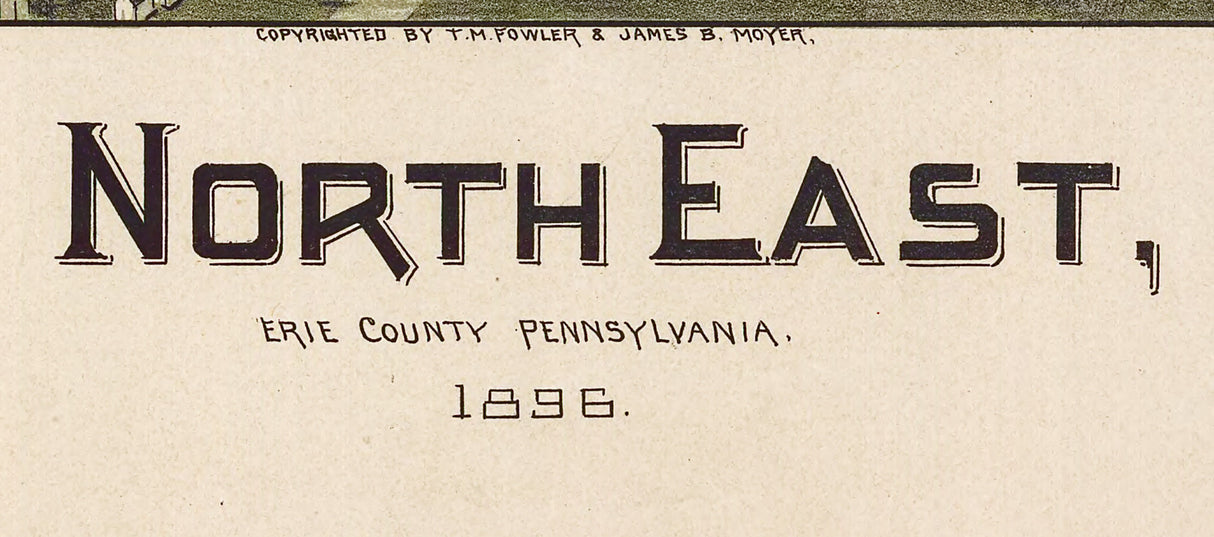 COPYRIGHTED BY T.M.FOWLER & JAMES B. MOYER,
NORTH EAST,
ERIE COUNTY PENNSYLVANIA.
1896.